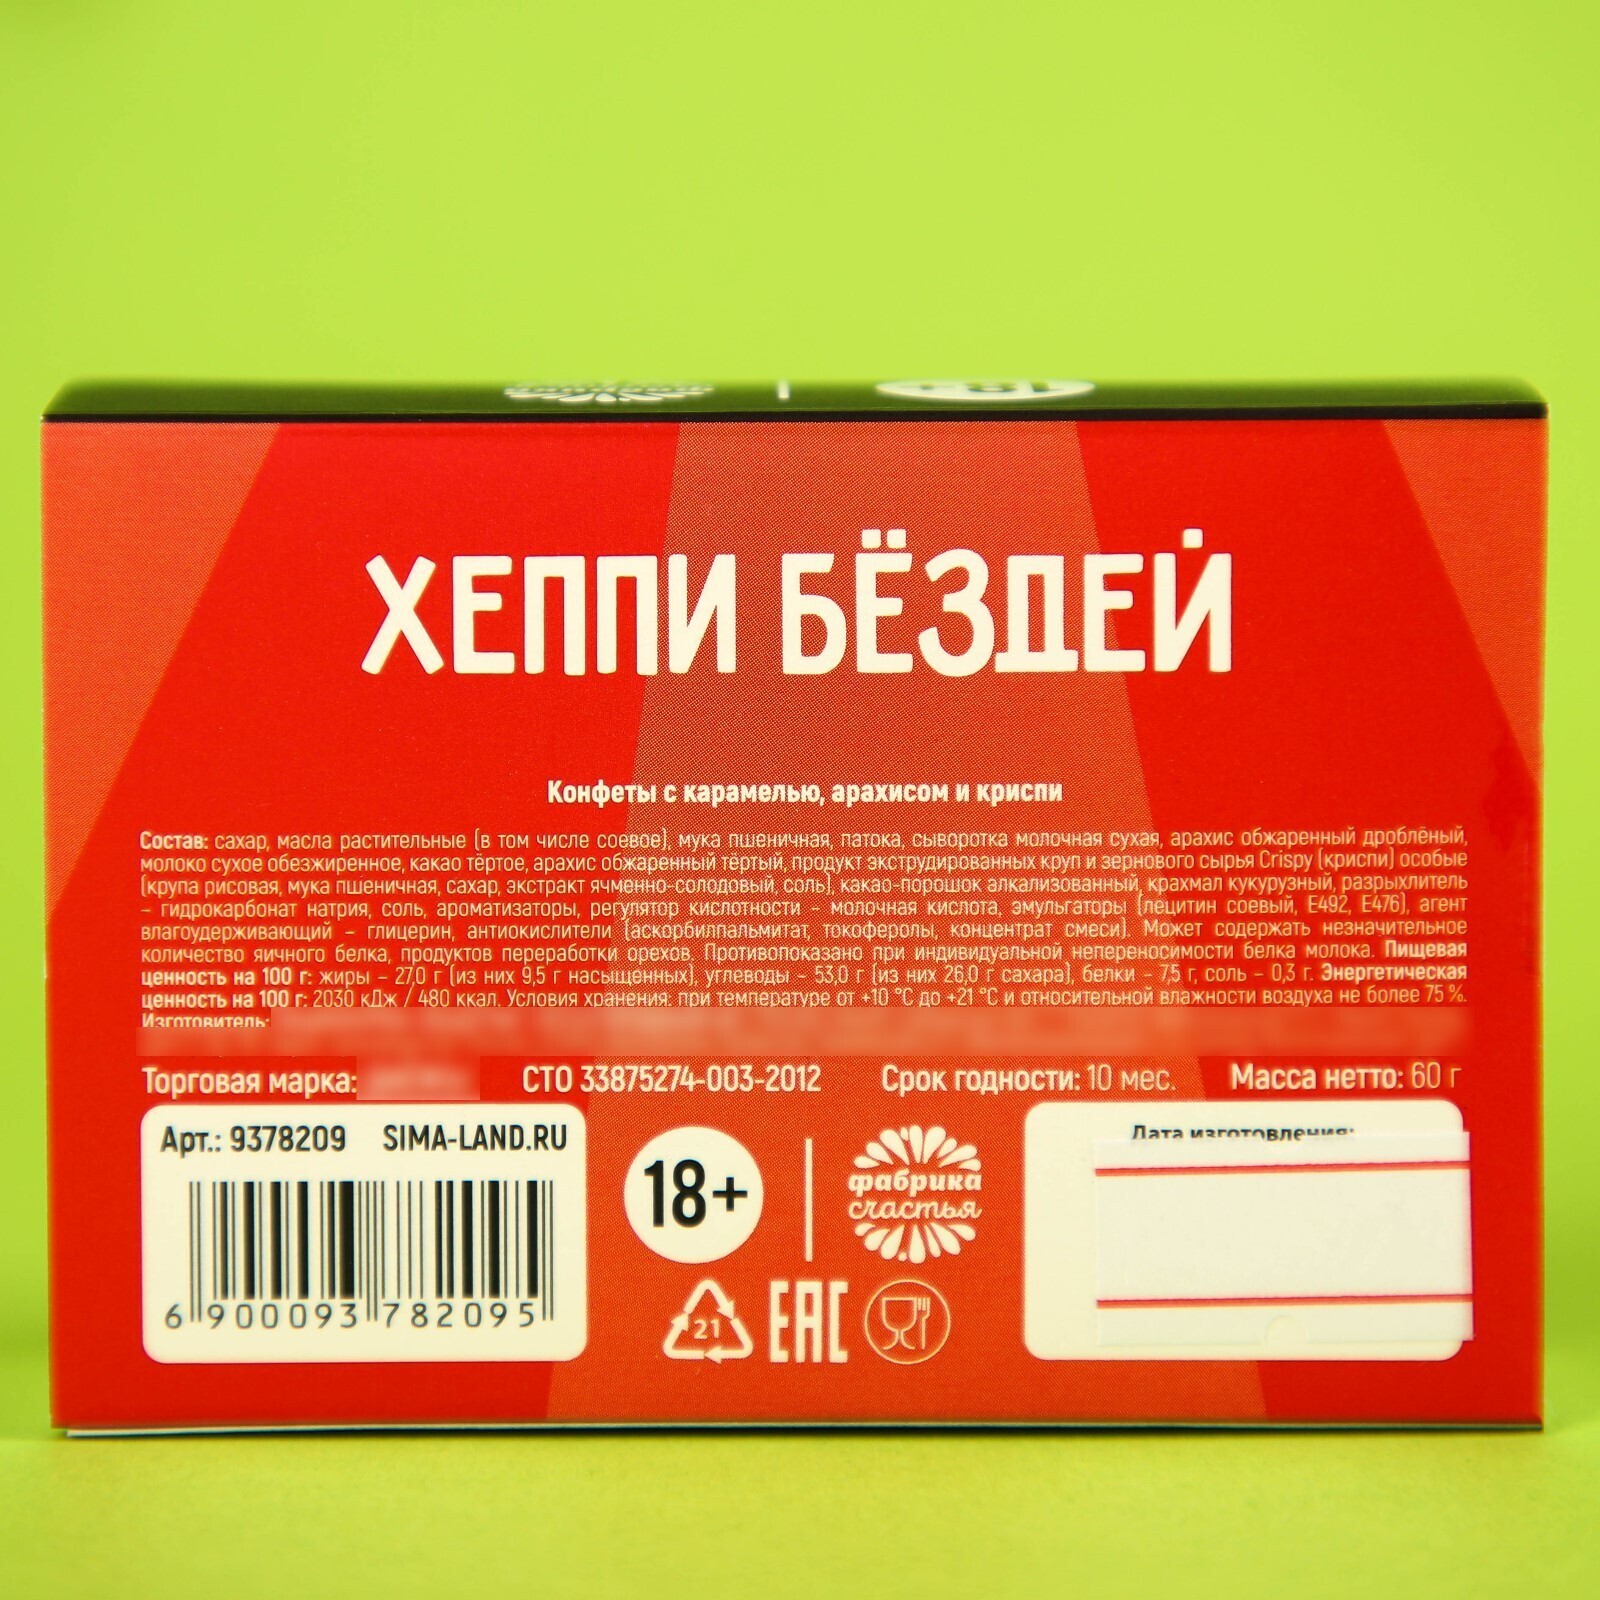 ХЕППИ БЁЗДЕЙ
Конфеты с карамелью, арахисом и криспи
Состав: сахар, масла растительные (в том числе соевое), мука пшеничная, патока, сыворотка молочная сухая, арахис обжаренный дроблёный,
молоко сухое обезжиренное, какао тёртое, арахис обжаренный тёртый, продукт экструдированных круп и зернового сырья Crispy (криспи) особые
(крупа рисовая, мука пшеничная, сахар, экстракт ячменно-солодовый, соль), какао-порошок алкализованный, крахмал кукурузный, разрыхлитель
– гидрокарбонат натрия, соль, ароматизаторы, регулятор кислотности – молочная кислота, эмульгаторы (лецитин соевый, Е492, Е476), агент
влагоудерживающий – глицерин, антиокислители (аскорбилпальмитат, токоферолы, концентрат смеси). Может содержать незначительное
количество яичного белка, продуктов переработки орехов. Противопоказано при индивидуальной непереносимости белка молока. Пищевая
ценность на 100 г: жиры – 27,0 г (из них 9,5 г насыщенных), углеводы – 53,0 г (из них 26,0 г сахара), белки – 7,5 г, соль – 0,3 г. Энергетическая
ценность на 100 г: 2030 кДж / 480 ккал. Условия хранения: при температуре от +10 °С до +21 °С и относительной влажности воздуха не более 75 %.
Изготовитель:
Торговая марка: СТО 33875274-003-2012 Срок годности: 10 мес. Масса нетто: 60 г
Арт.: 9378209 SIMA-LAND.RU
6 900093 782095
18+
фабрика
счастья
21
ЕАС
Дата изготовления: